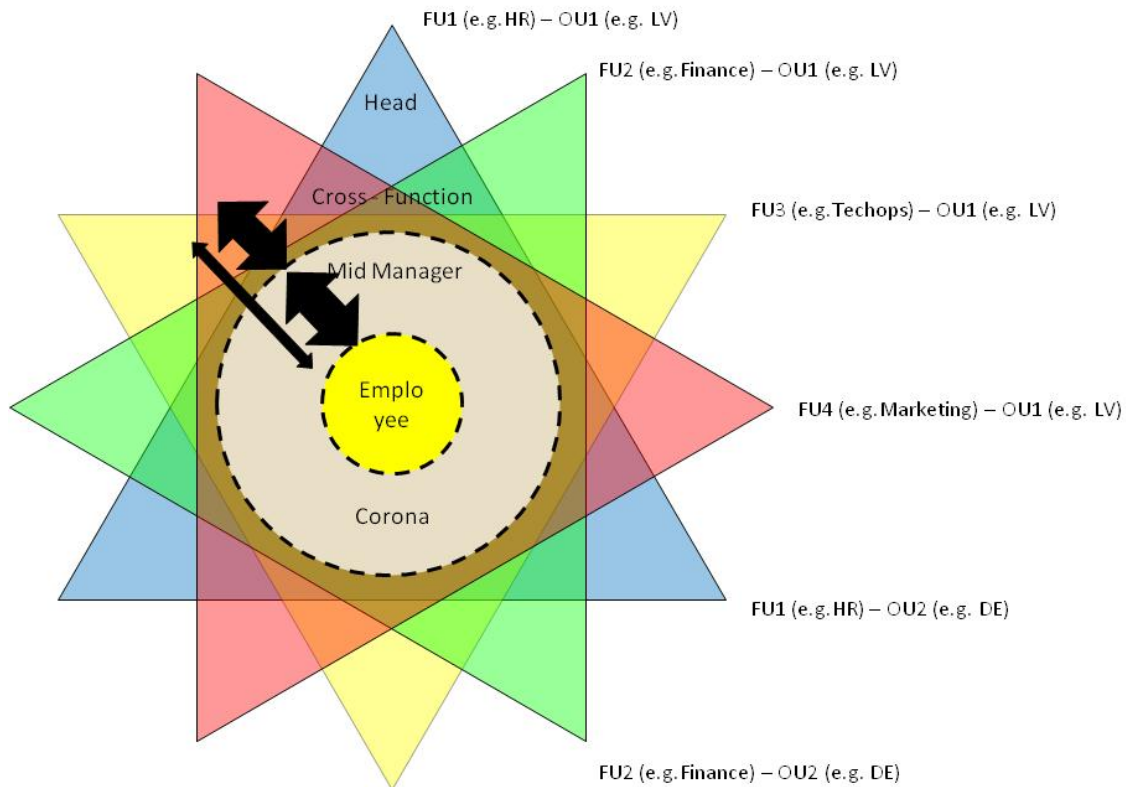 FU1 (e.g. HR) – OU1 (e.g. LV)
FU2 (e.g. Finance) – OU1 (e.g. LV)
Head
Cross - Function
FU3 (e.g. Techops) – OU1 (e.g. LV)
Mid Manager
Emplo
yee
FU4 (e.g. Marketing) – OU1 (e.g. LV)
Corona
FU1 (e.g. HR) – OU2 (e.g. DE)
FU2 (e.g. Finance) – OU2 (e.g. DE)